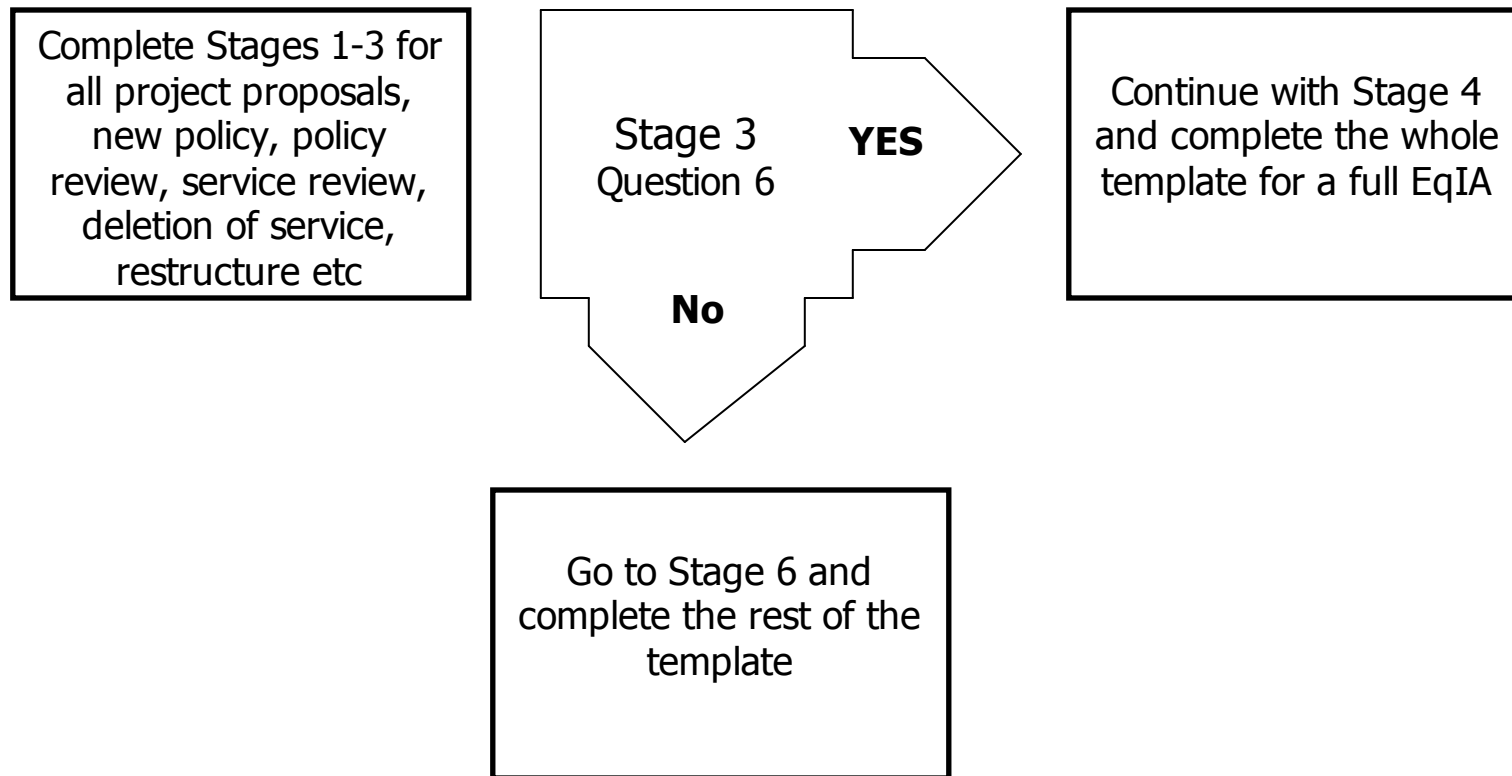 Complete Stages 1-3 for
all project proposals,
new policy, policy
review, service review,
deletion of service,
restructure etc
Stage 3
Question 6
YES
No
Continue with Stage 4
and complete the whole
template for a full EqIA
Go to Stage 6 and
complete the rest of the
template